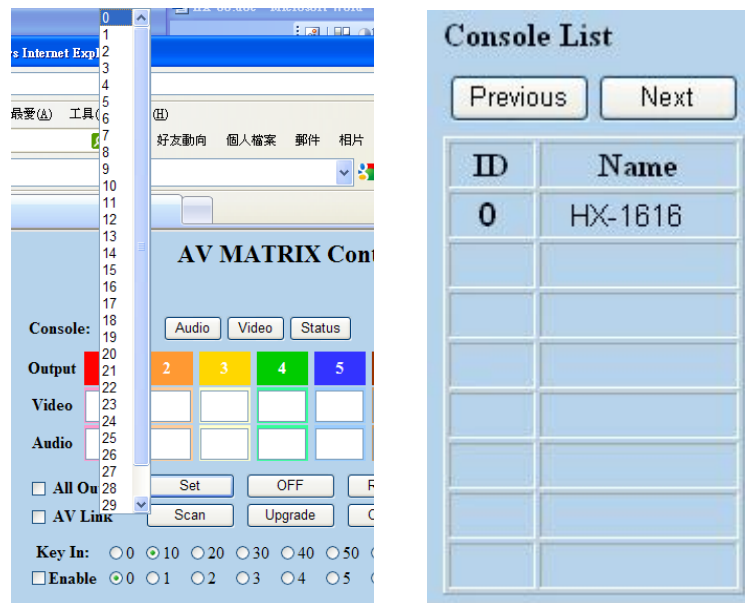 0
1
s Internet Expl 2
3
4
最愛(A) 工具( 5
6 (H)
7 好友動向 個人檔案 郵件 相片
8
9
10
11
12
13
14 AV MATRIX Cont
15
16
17
Console: 18 Audio Video Status
19
20
Output 21 2 3 4 5
22
Video 23
24
Audio 25
26
27
All Ou 28 Set OFF R
AV Link 29 Scan Upgrade
Key In: 0 10 20 30 40 50
Enable 0 1 2 3 4 5
Console List
Previous Next
ID Name
0 HX-1616